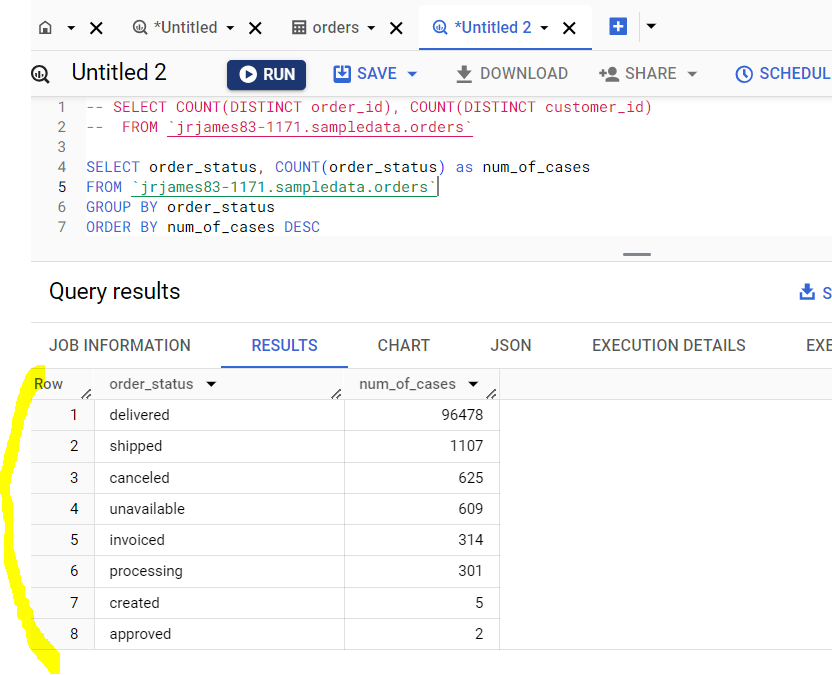 *Untitled orders *Untitled 2
Untitled 2 RUN SAVE DOWNLOAD SHARE SCHEDUL
1 -- SELECT COUNT(DISTINCT order_id), COUNT(DISTINCT customer_id)
2 --  FROM `jrjames83-1171.sampledata.orders`
3
4 SELECT order_status, COUNT(order_status) as num_of_cases
5 FROM `jrjames83-1171.sampledata.orders`
6 GROUP BY order_status
7 ORDER BY num_of_cases DESC
Query results S
JOB INFORMATION RESULTS CHART JSON EXECUTION DETAILS EXE
Row order_status num_of_cases
1 delivered 96478
2 shipped 1107
3 canceled 625
4 unavailable 609
5 invoiced 314
6 processing 301
7 created 5
8 approved 2